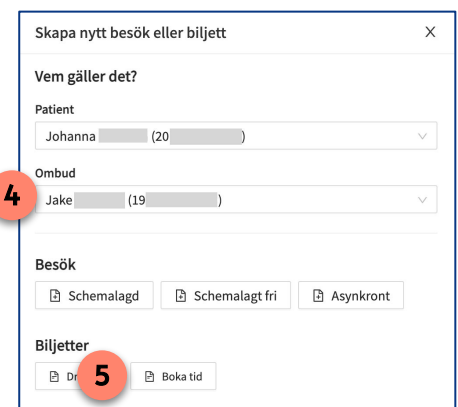 Skapa nytt besök eller biljett X
Vem gäller det?
Patient
Johanna (20 )
Ombud
4
Jake (19 )
Besök
Schemalagd Schemalagt fri Asynkront
Biljetter
5 Boka tid